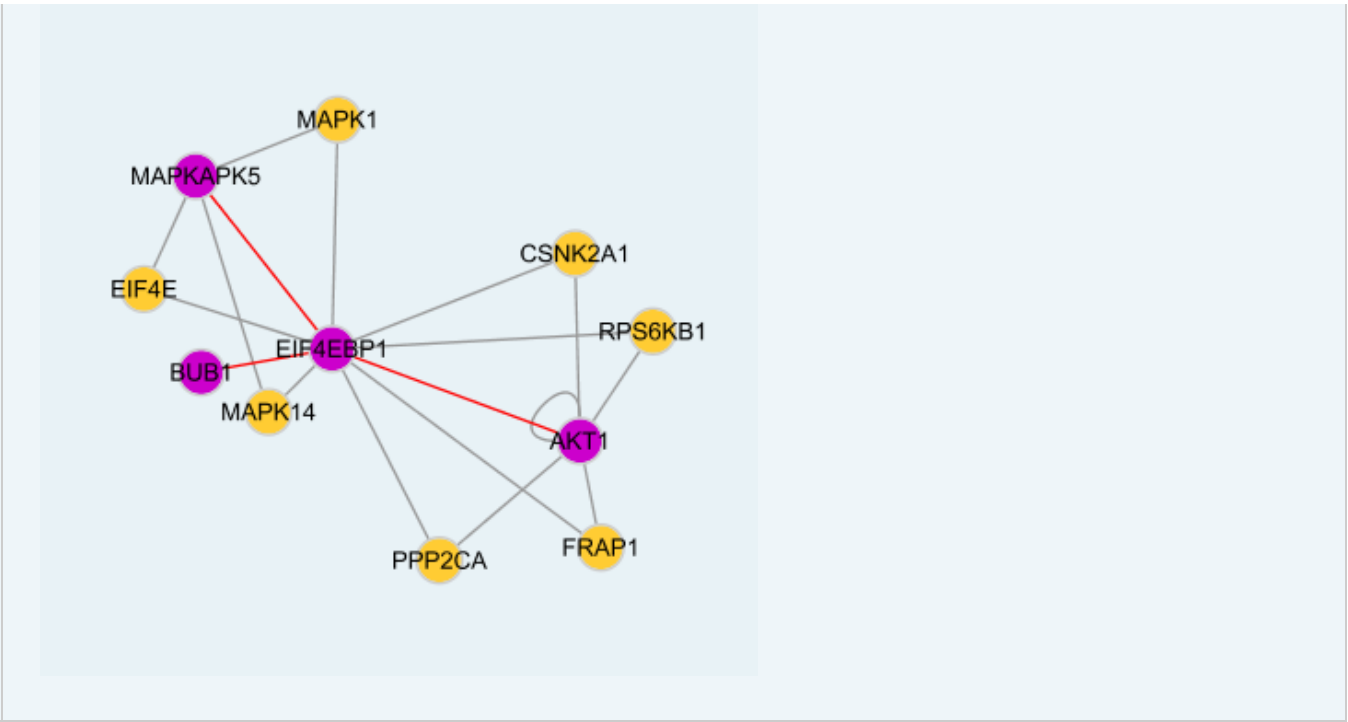 MAPK1
MAPKAPK5
CSNK2A1
EIF4E
RPS6KB1
EIF4EBP1
BUB1
MAPK14
AKT1
FRAP1
PPP2CA